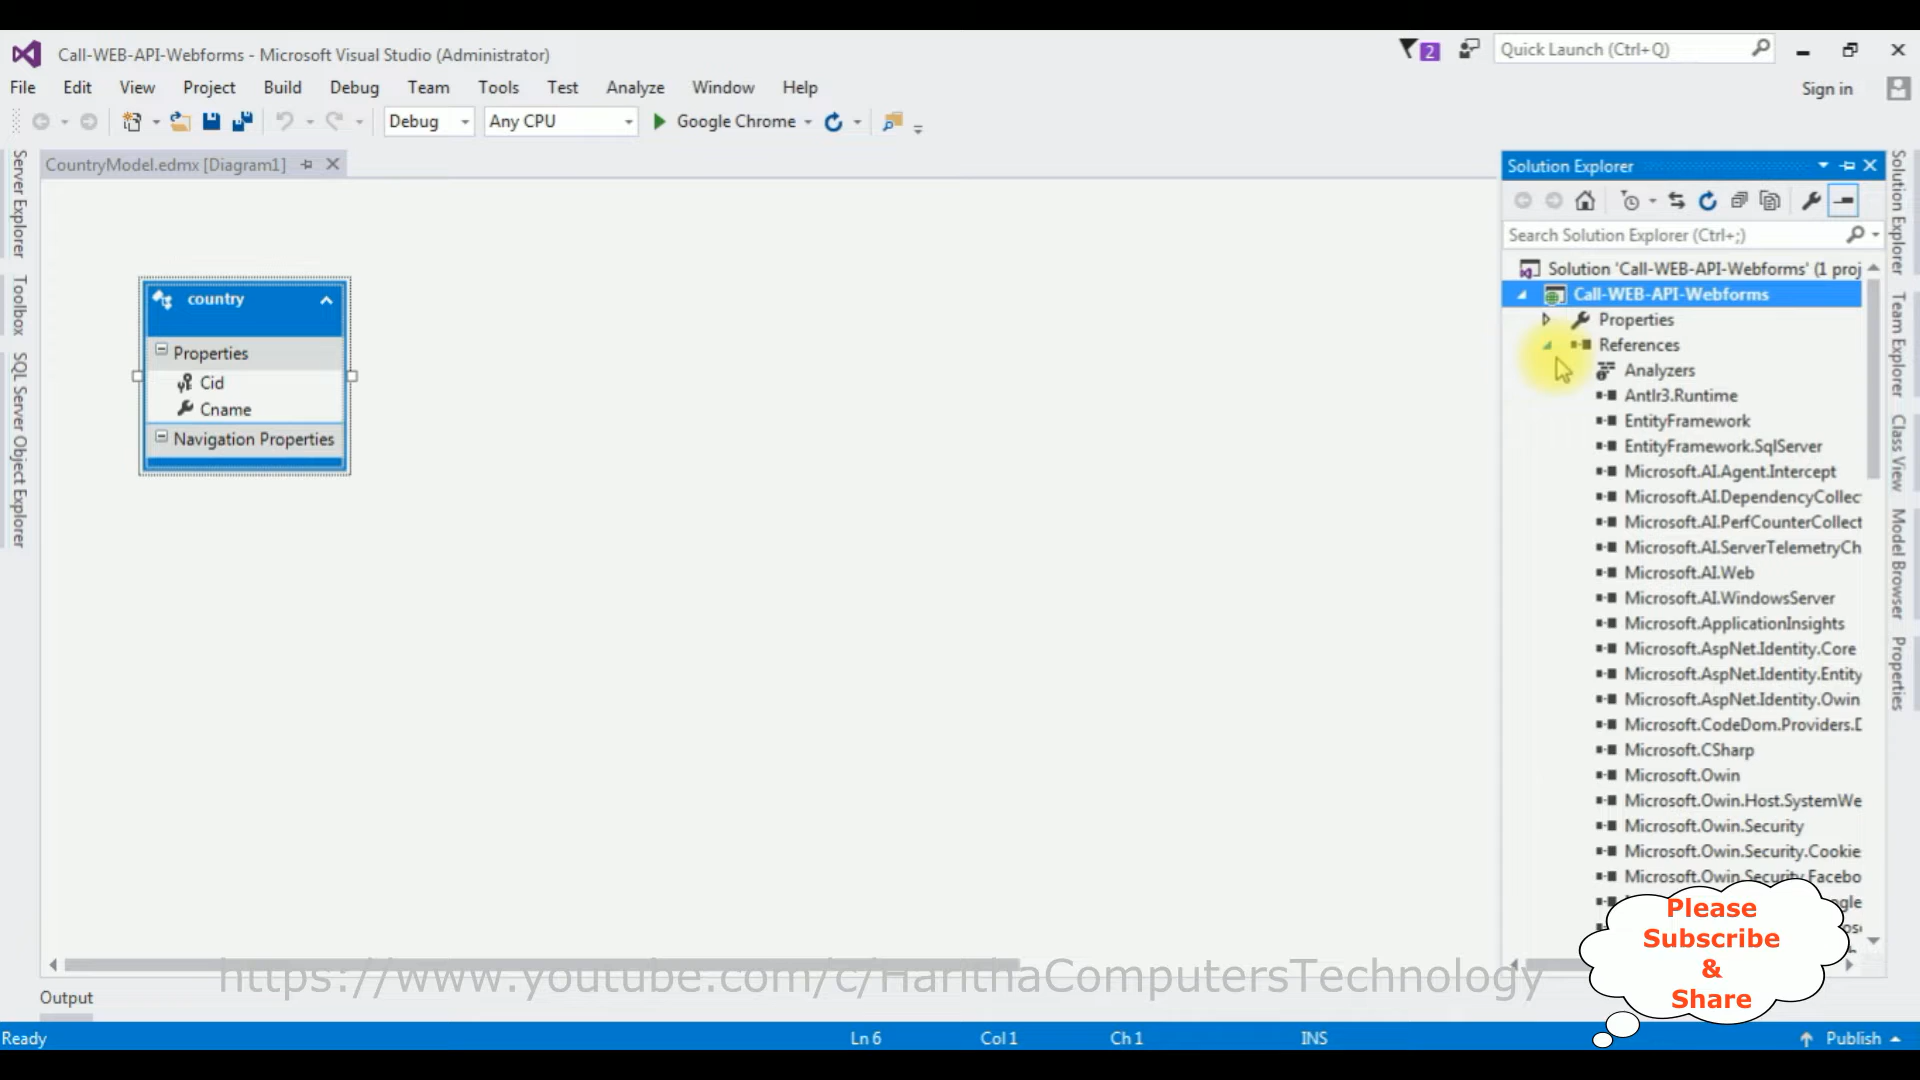 Call-WEB-API-Webforms - Microsoft Visual Studio (Administrator)
2
Quick Launch (Ctrl+Q)
File Edit View Project Build Debug Team Tools Test Analyze Window Help
Sign in
Debug
Any CPU
Google Chrome
CountryModel.edmx [Diagram1]
Server Explorer
Toolbox
SQL Server Object Explorer
country
Properties
Cid
Cname
Navigation Properties
Solution Explorer
Search Solution Explorer (Ctrl+;)
Solution 'Call-WEB-API-Webforms' (1 proj
Call-WEB-API-Webforms
Properties
References
Analyzers
Antlr3.Runtime
EntityFramework
EntityFramework.SqlServer
Microsoft.AI.Agent.Intercept
Microsoft.AI.DependencyCollec
Microsoft.AI.PerfCounterCollect
Microsoft.AI.ServerTelemetryCh
Microsoft.AI.Web
Microsoft.AI.WindowsServer
Microsoft.ApplicationInsights
Microsoft.AspNet.Identity.Core
Microsoft.AspNet.Identity.Entity
Microsoft.AspNet.Identity.Owin
Microsoft.CodeDom.Providers.D
Microsoft.CSharp
Microsoft.Owin
Microsoft.Owin.Host.SystemWe
Microsoft.Owin.Security
Microsoft.Owin.Security.Cookie
Microsoft.Owin.Security.Facebo
Solution Explorer
Team Explorer
Class View
Model Browser
Properties
Please
Subscribe
&
Share
https://www.youtube.com/c/HarithaComputersTechnology
Output
Ready
Ln 6
Col 1
Ch 1
INS
Publish